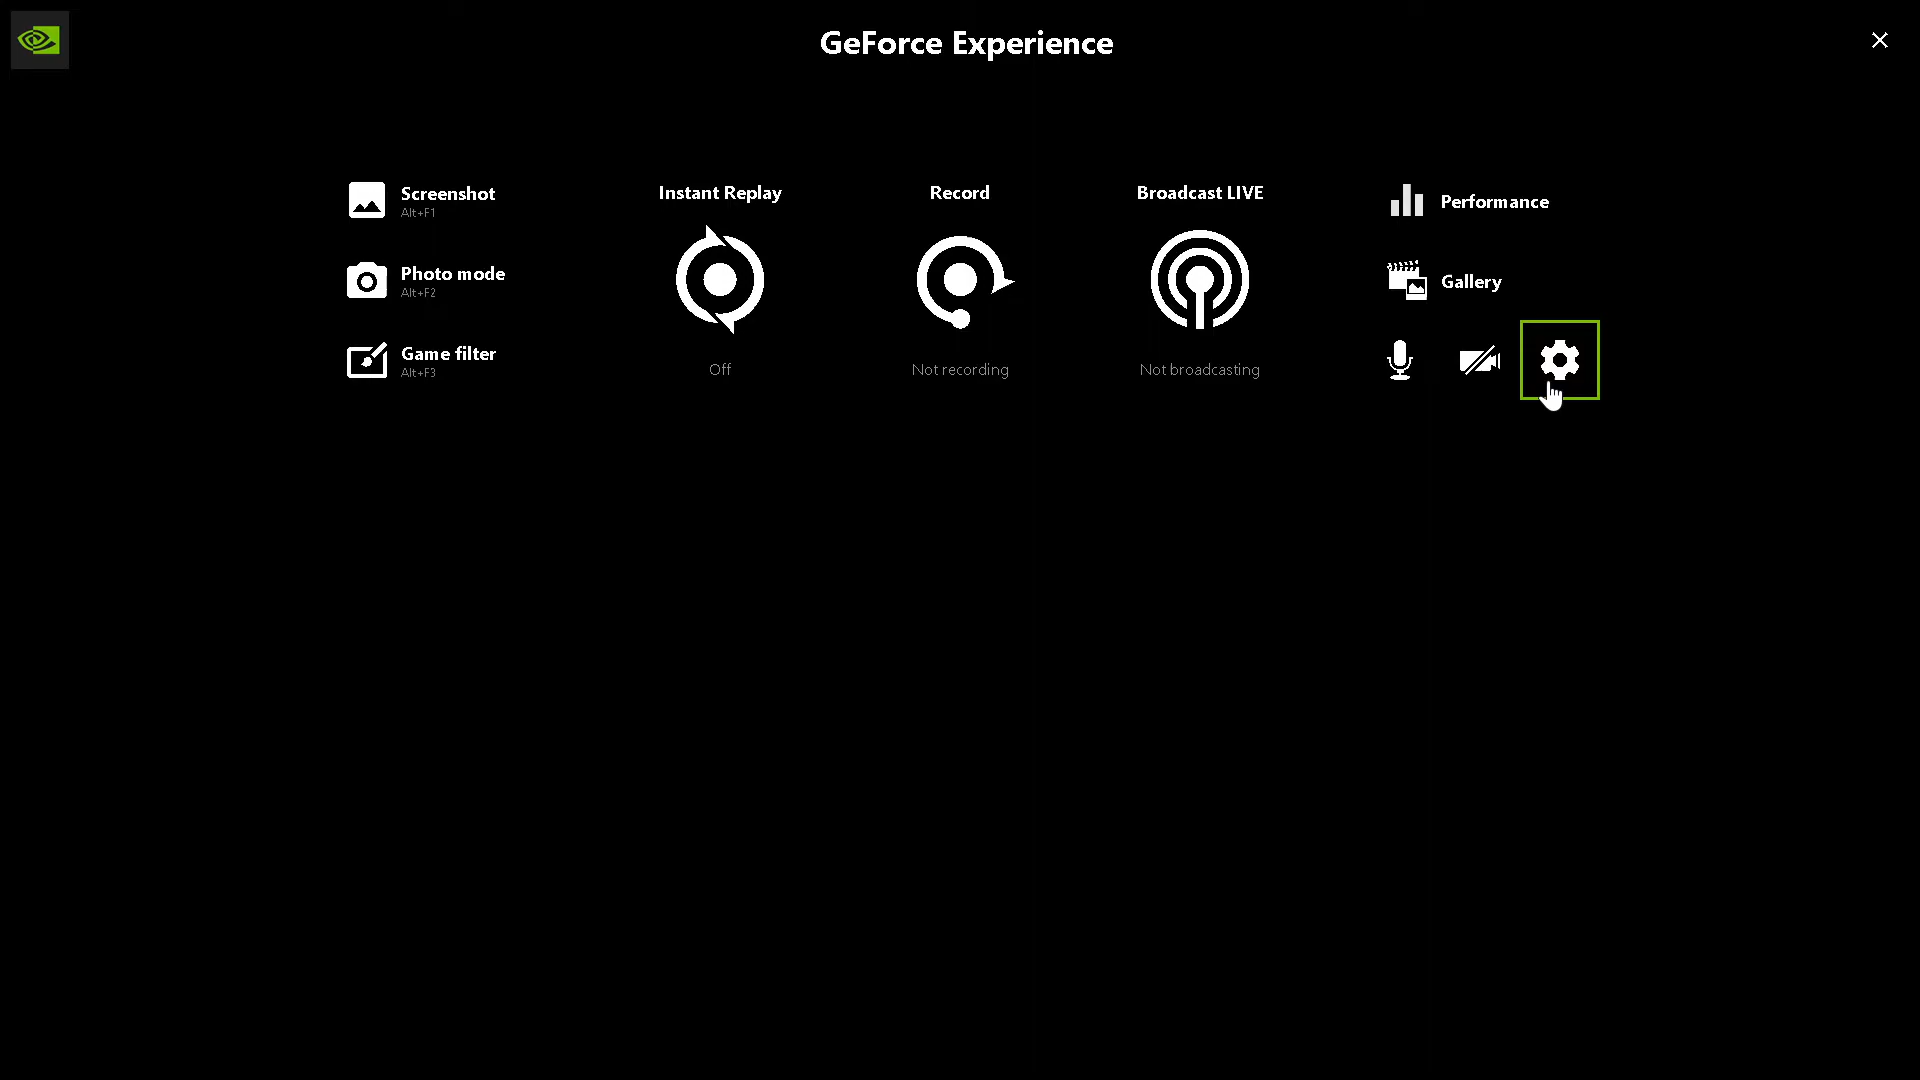 GeForce Experience
Screenshot
Alt+F1
Photo mode
Alt+F2
Game filter
Alt+F3
Instant Replay
Off
Record
Not recording
Broadcast LIVE
Not broadcasting
Performance
Gallery